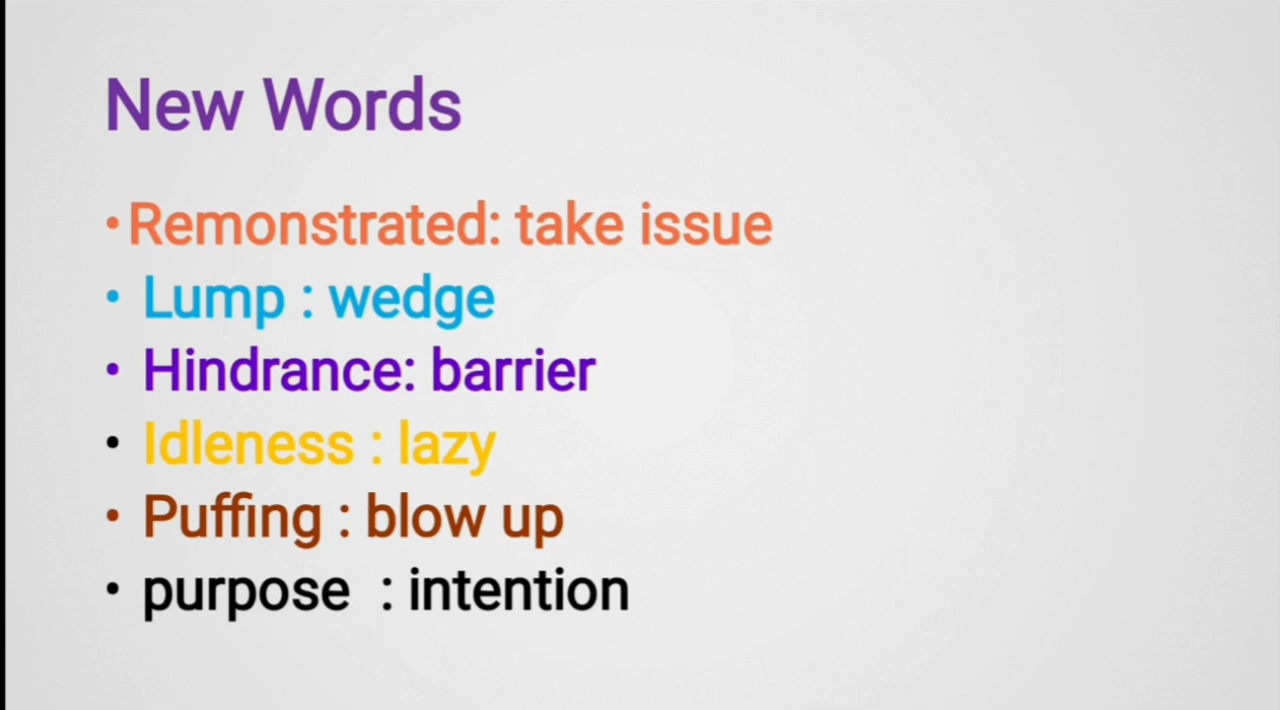 New Words
•Remonstrated: take issue
• Lump : wedge
• Hindrance: barrier
• Idleness : lazy
• Puffing : blow up
• purpose  : intention